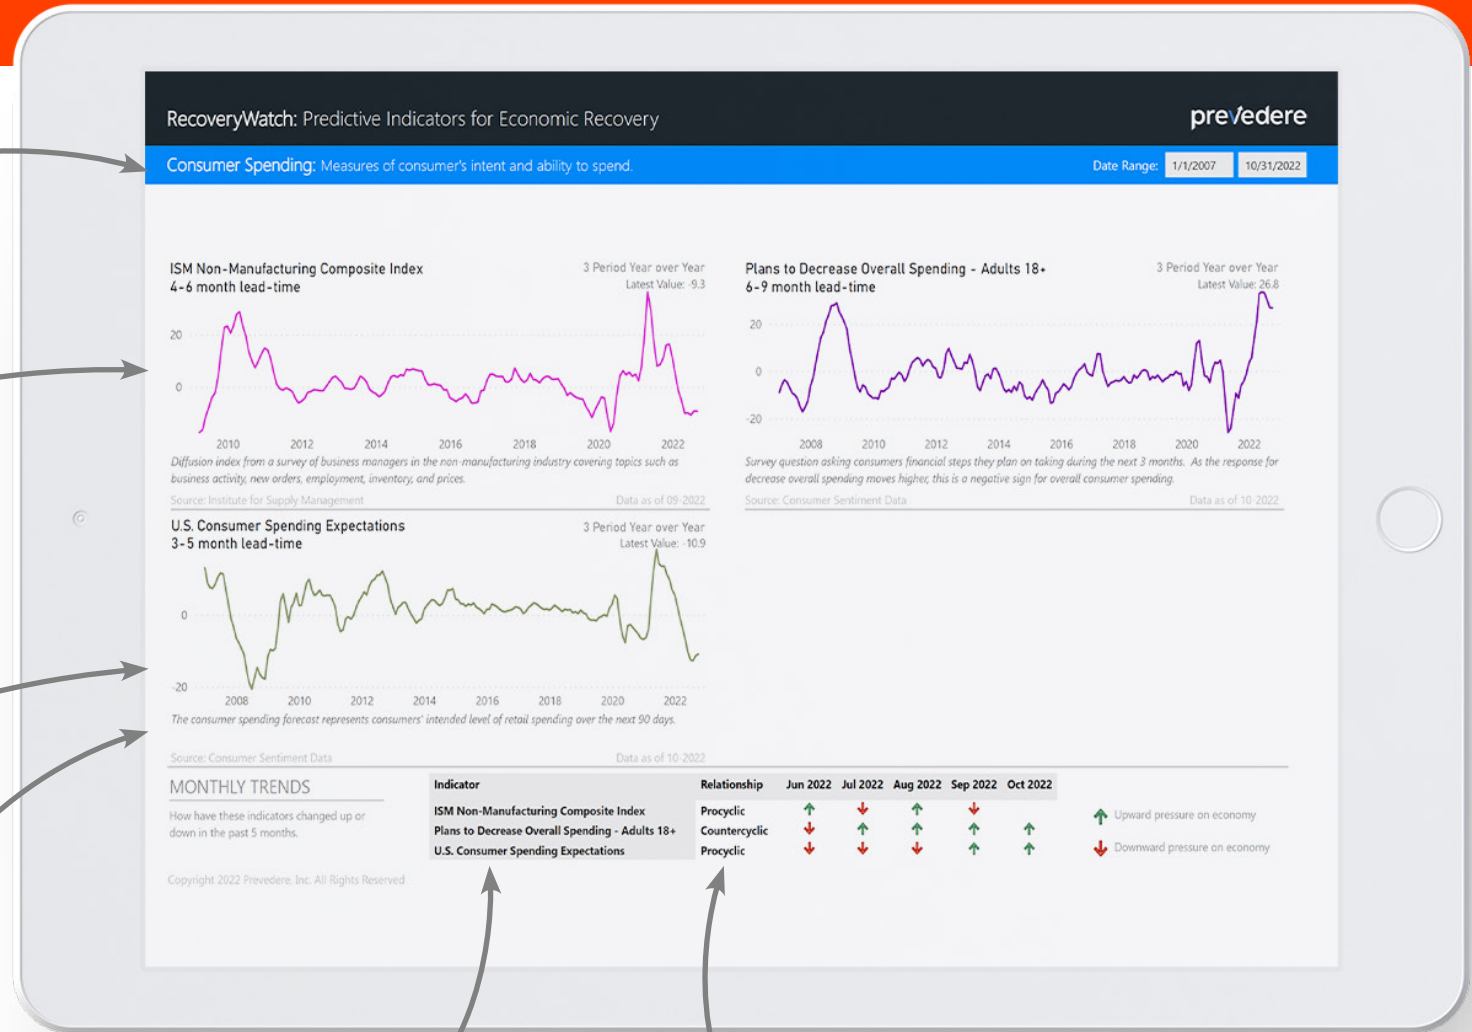 RecoveryWatch: Predictive Indicators for Economic Recovery
prevedere
Consumer Spending: Measures of consumer's intent and ability to spend.
Date Range: 1/1/2007 10/31/2022
ISM Non-Manufacturing Composite Index
4-6 month lead-time
3 Period Year over Year
Latest Value: -9.3
20
0
2010 2012 2014 2016 2018 2020 2022
Diffusion index from a survey of business managers in the non-manufacturing industry covering topics such as
business activity, new orders, employment, inventory, and prices.
Source: Institute for Supply Management
Data as of 09-2022
Plans to Decrease Overall Spending - Adults 18+
6-9 month lead-time
3 Period Year over Year
Latest Value: 26.8
20
0
-20
2008 2010 2012 2014 2016 2018 2020 2022
Survey question asking consumers financial steps they plan on taking during the next 3 months. As the response for
decrease overall spending moves higher, this is a negative sign for overall consumer spending.
Source: Consumer Sentiment Data
Data as of 10-2022
U.S. Consumer Spending Expectations
3-5 month lead-time
3 Period Year over Year
Latest Value: -10.9
0
-20
2008 2010 2012 2014 2016 2018 2020 2022
The consumer spending forecast represents consumers' intended level of retail spending over the next 90 days.
Source: Consumer Sentiment Data
Data as of 10-2022
MONTHLY TRENDS
How have these indicators changed up or
down in the past 5 months.
Indicator Relationship Jun 2022 Jul 2022 Aug 2022 Sep 2022 Oct 2022
ISM Non-Manufacturing Composite Index Procyclic
Plans to Decrease Overall Spending - Adults 18+ Countercyclic
U.S. Consumer Spending Expectations Procyclic
Upward pressure on economy
Downward pressure on economy
Copyright 2022 Prevedere, Inc. All Rights Reserved